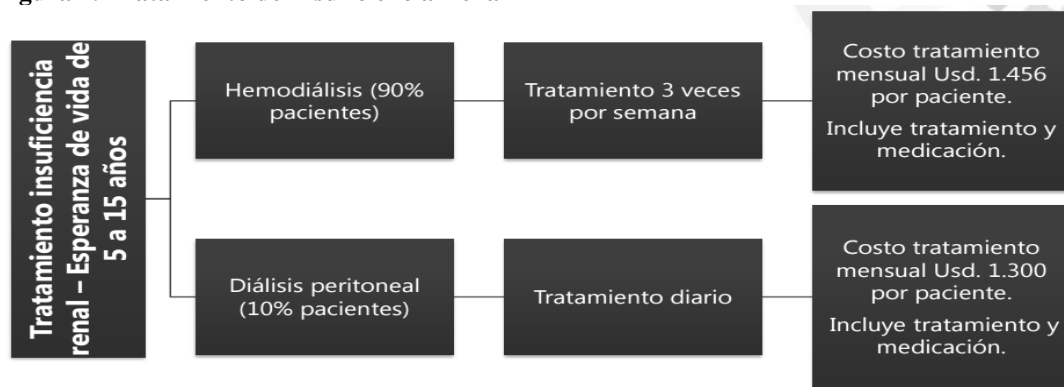 Tratamiento insuficiencia
renal – Esperanza de vida de
5 a 15 años
Hemodiálisis (90%
pacientes)
Tratamiento 3 veces
por semana
Costo tratamiento
mensual Usd. 1.456
por paciente.
Incluye tratamiento y
medicación.
Diálisis peritoneal
(10% pacientes)
Tratamiento diario
Costo tratamiento
mensual Usd. 1.300
por paciente.
Incluye tratamiento y
medicación.